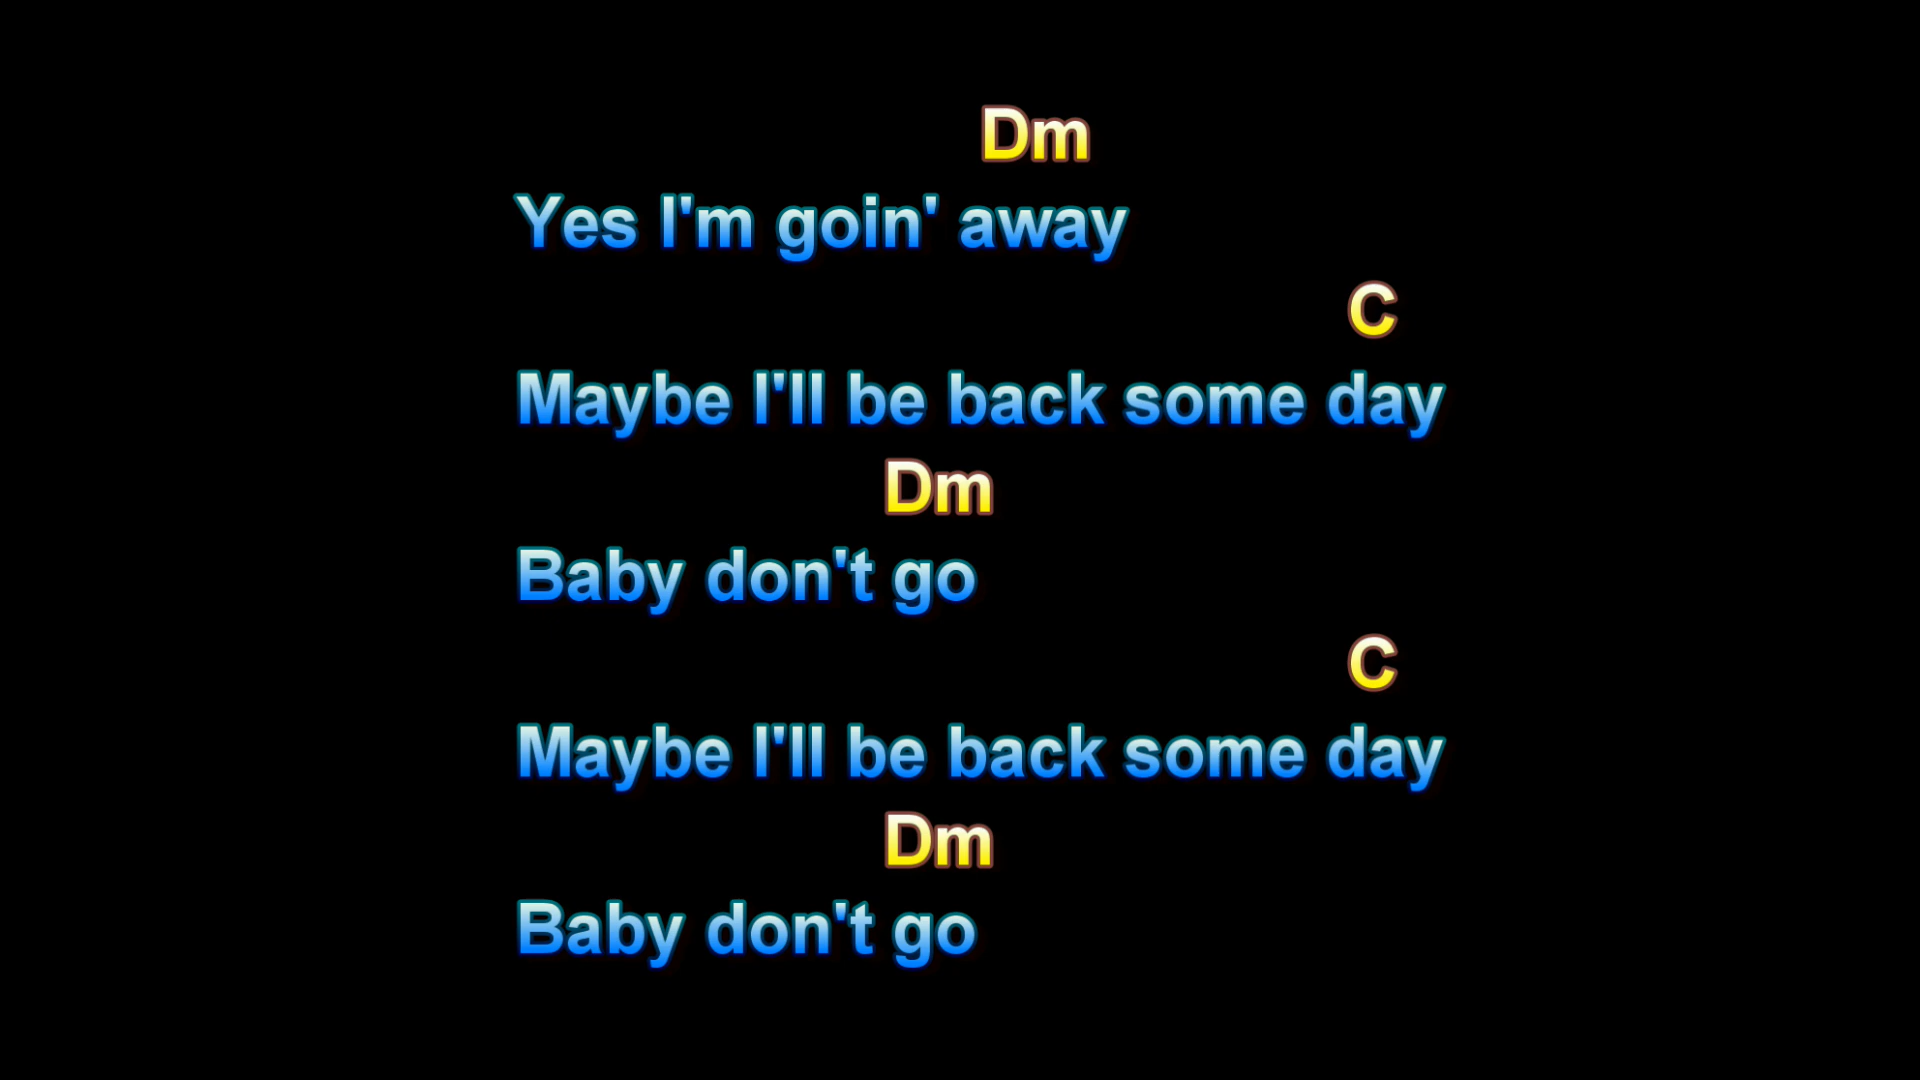 Dm
Yes I'm goin' away
C
Maybe I'll be back some day
Dm
Baby don't go
C
Maybe I'll be back some day
Dm
Baby don't go